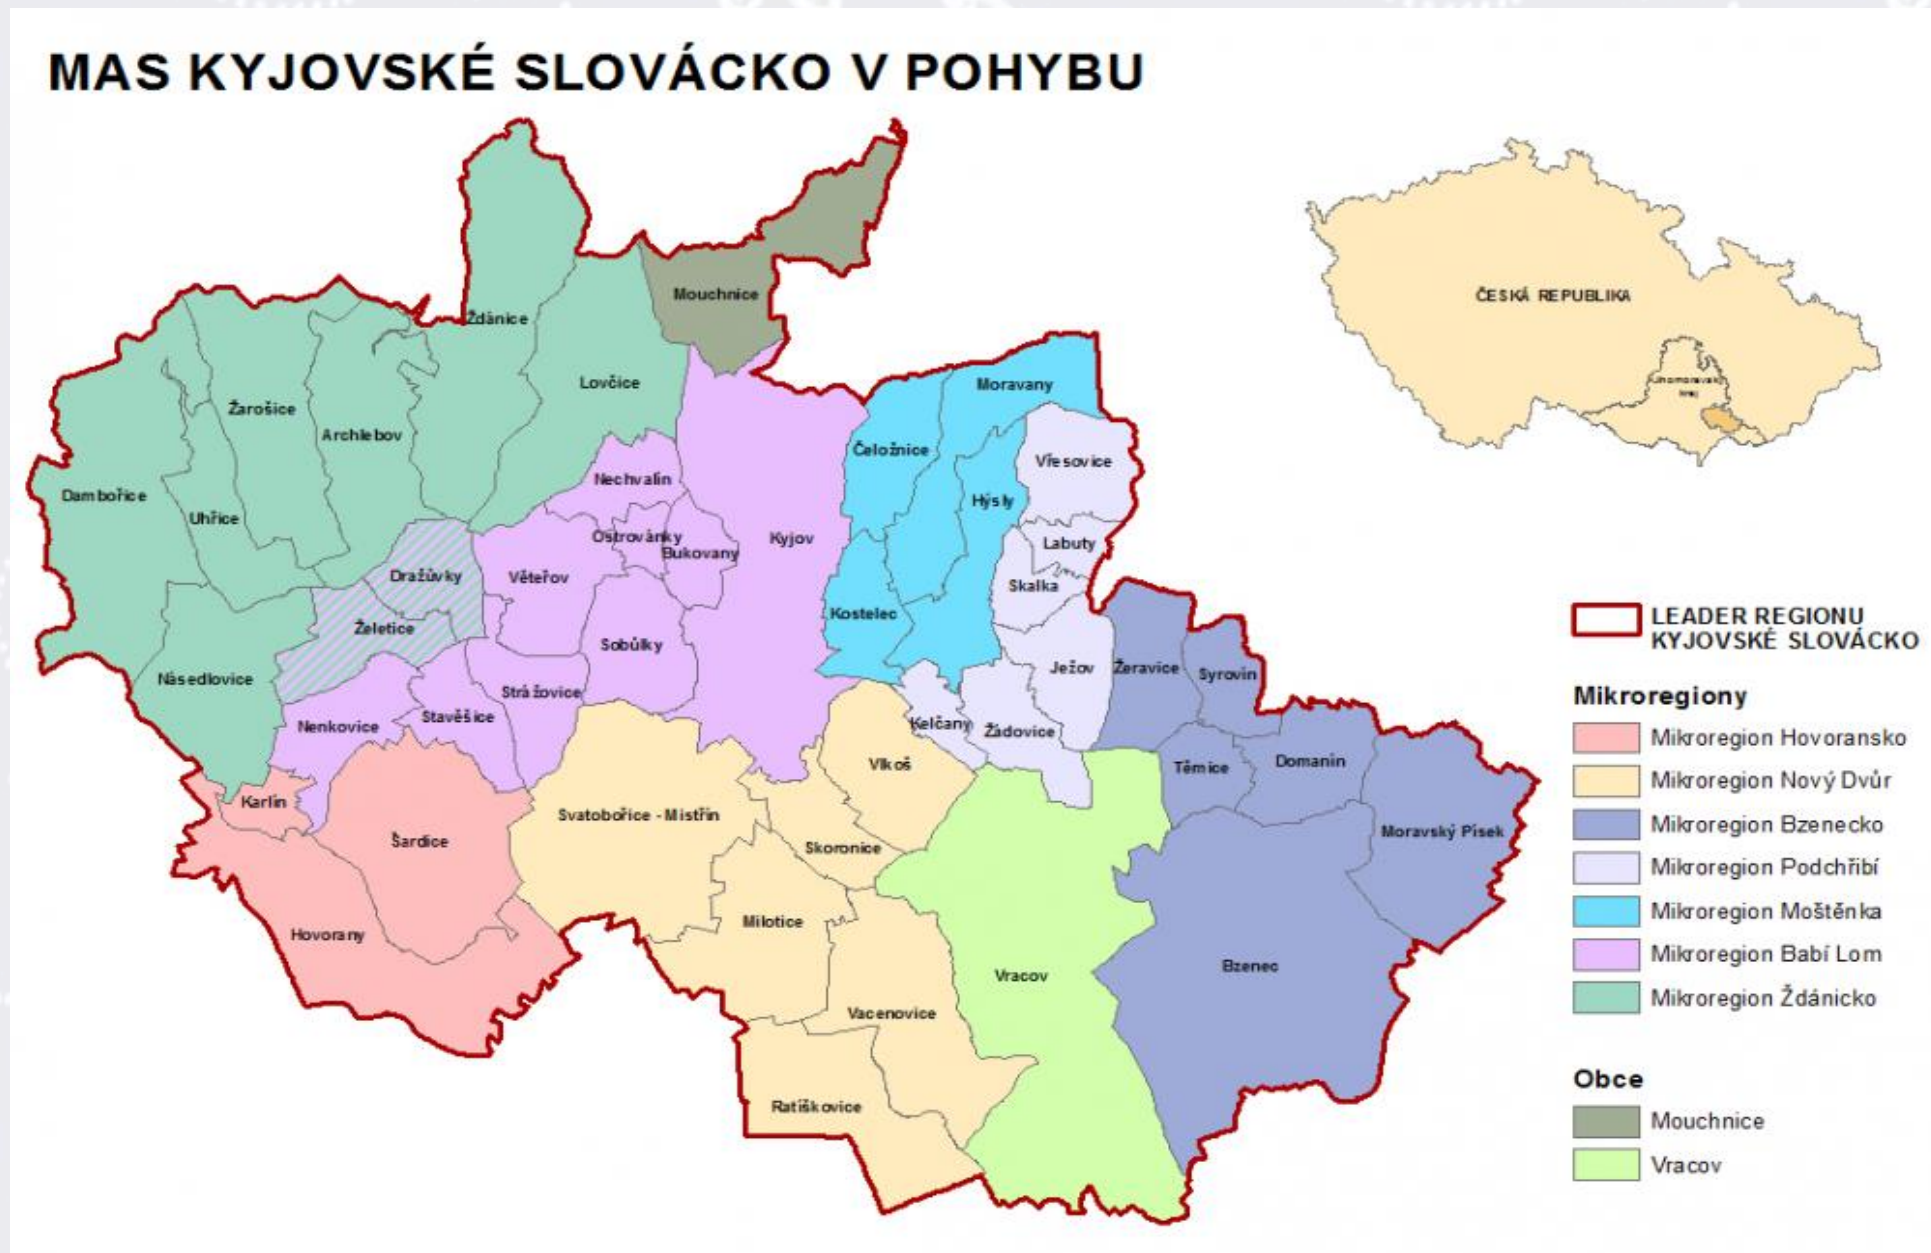 MAS KYJOVSKÉ SLOVÁCKO V POHYBU
Ždánice
Mouchnice
Lovčice
Moravany
Žarošice
Archlebov
Čeložnice
Vřesovice
Dambořice
Uhřice
Nechvalín
Hýsly
Ostrovánky
Bukovany
Kyjov
Labuty
Dražůvky
Věteřov
Skalka
Želetice
Kostelec
Sobůlky
Násedlovice
Strážovice
Ježov
Žeravice
Syrovín
Nenkovice
Stavěšice
Kelčany
Žádovice
Vlkoš
Těmice
Domanín
Karlín
Šardice
Svatobořice - Mistřín
Skoronice
Moravský Písek
Hovorany
Milotice
Vracov
Bzenec
Vacenovice
Ratíškovice
ČESKÁ REPUBLIKA
Jihomoravský
kraj
LEADER REGIONU
KYJOVSKÉ SLOVÁCKO
Mikroregiony
Mikroregion Hovoransko
Mikroregion Nový Dvůr
Mikroregion Bzenecko
Mikroregion Podchřibí
Mikroregion Moštěnka
Mikroregion Babí Lom
Mikroregion Ždánicko
Obce
Mouchnice
Vracov